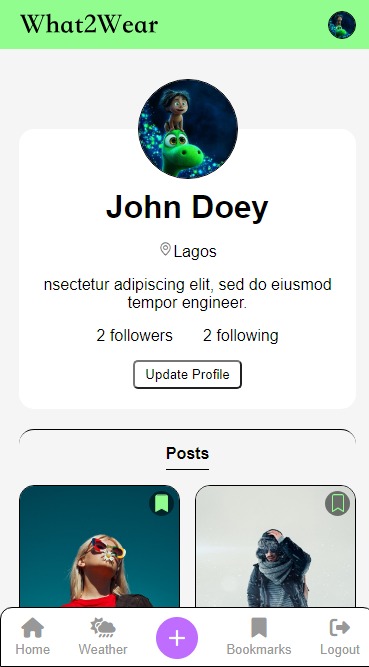 What2Wear
John Doey
Lagos
nsectetur adipiscing elit, sed do eiusmod
tempor engineer.
2 followers 2 following
Update Profile
Posts
Home Weather Bookmarks Logout